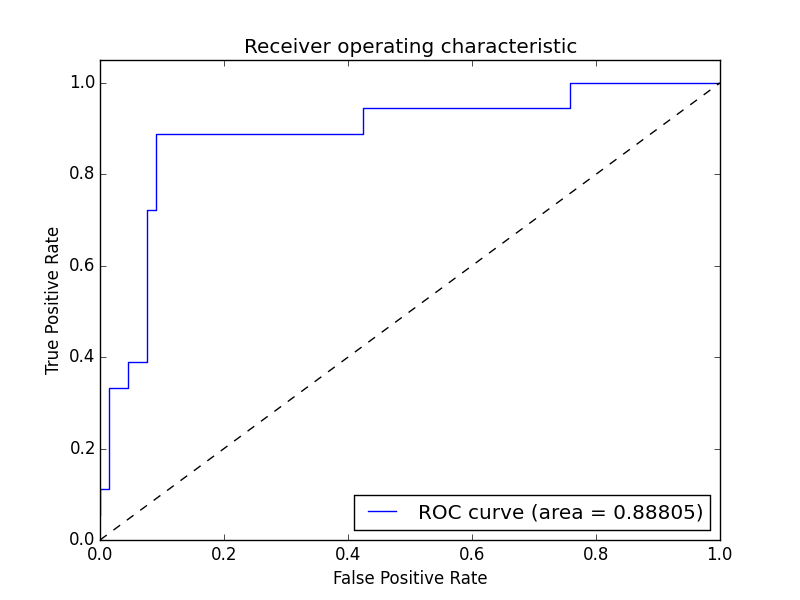 Receiver operating characteristic
1.0
0.8
0.6
0.4
0.2
0.0
True Positive Rate
ROC curve (area = 0.88805)
0.0 0.2 0.4 0.6 0.8 1.0
False Positive Rate